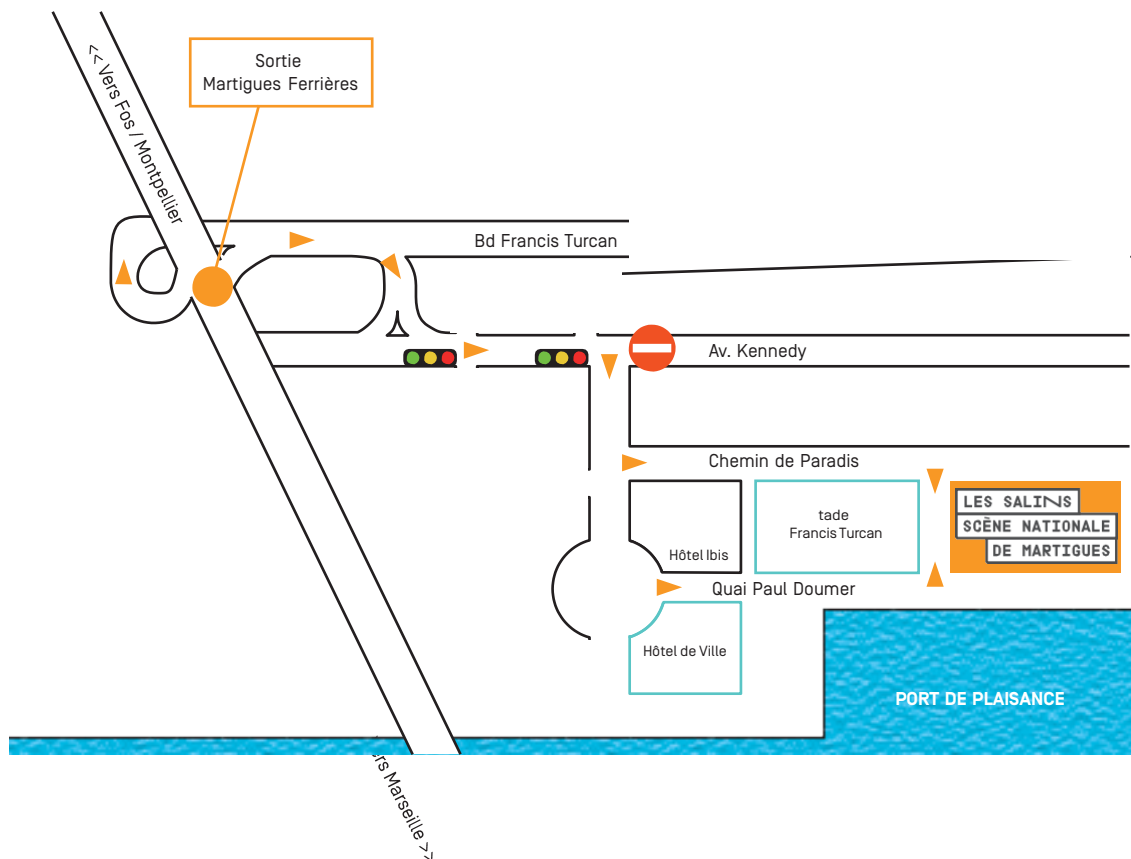 Sortie
Martigues Ferrières
<< Vers Fos / Montpellier
Bd Francis Turcan
Av. Kennedy
Chemin de Paradis
LES SALINS
SCÈNE NATIONALE
DE MARTIGUES
tade
Francis Turcan
Hôtel Ibis
Quai Paul Doumer
Hôtel de Ville
PORT DE PLAISANCE
rs Marseille >>